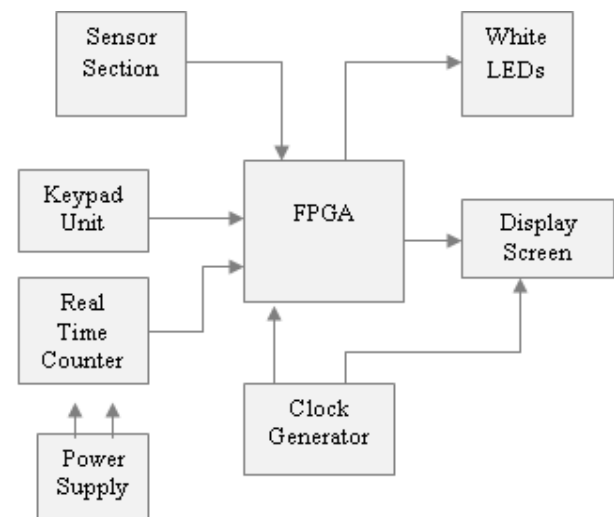 Sensor
Section
White
LEDs
Keypad
Unit
FPGA
Display
Screen
Real
Time
Counter
Clock
Generator
Power
Supply